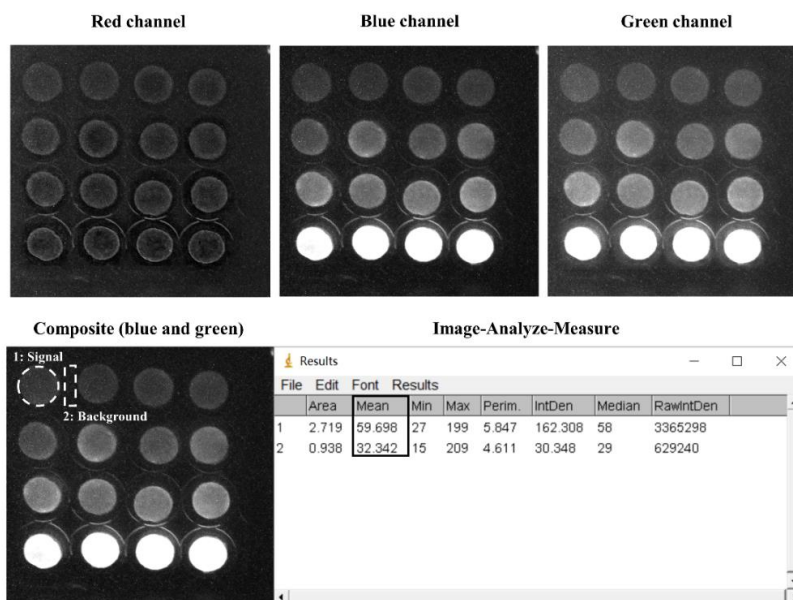 Red channel Blue channel Green channel
Composite (blue and green) Image-Analyze-Measure
1: Signal
2: Background
Results
File Edit Font Results
Area Mean Min Max Perim. IntDen Median RawIntDen
1 2.719 59.698 27 199 5.847 162.308 58 3365298
2 0.938 32.342 15 209 4.611 30.348 29 629240